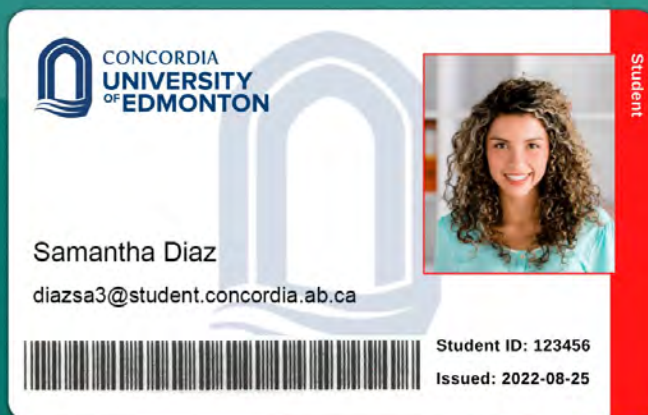 CONCORDIA
UNIVERSITY
OF EDMONTON
Student
Samantha Diaz
diazsa3@student.concordia.ab.ca
Student ID: 123456
Issued: 2022-08-25